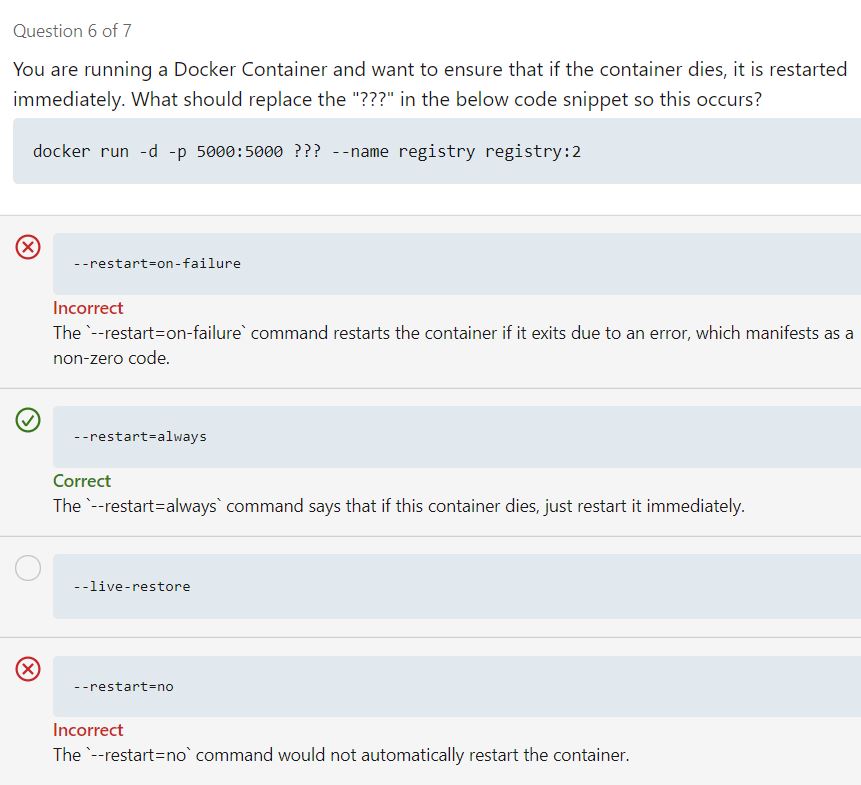 Question 6 of 7
You are running a Docker Container and want to ensure that if the container dies, it is restarted
immediately. What should replace the "???" in the below code snippet so this occurs?
docker run -d -p 5000:5000 ??? --name registry registry:2
--restart=on-failure
Incorrect
The `--restart=on-failure` command restarts the container if it exits due to an error, which manifests as a
non-zero code.
--restart=always
Correct
The `--restart=always` command says that if this container dies, just restart it immediately.
--live-restore
--restart=no
Incorrect
The `--restart=no` command would not automatically restart the container.